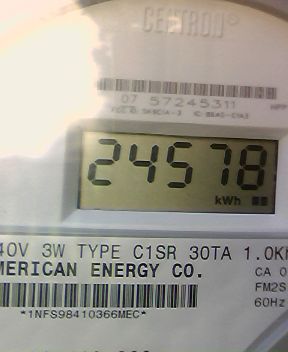 CENTRON®
07 57245311
24578
kWh
40V 3W TYPE C1SR 30TA 1.0K
MERICAN ENERGY CO.
CA 0
FM2S
60Hz
*1NFS98410366MEC*